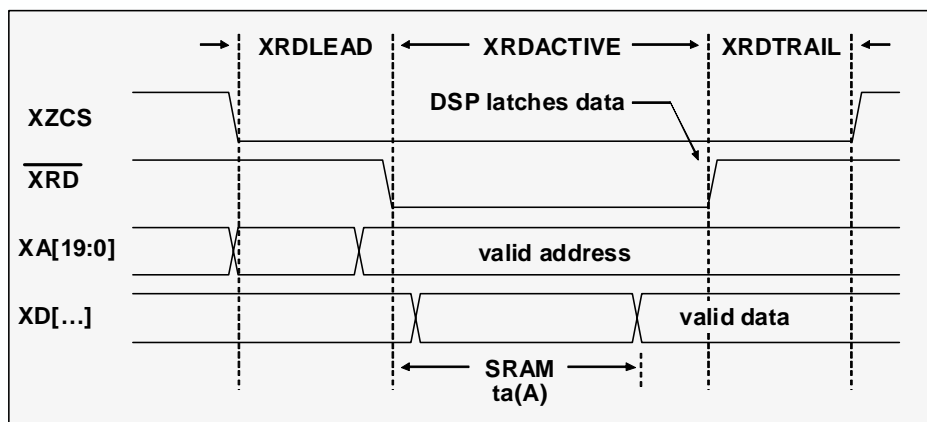 XRDLEAD XRDACTIVE XRDTRAIL
DSP latches data
XZCS
XRD
XA[19:0] valid address
XD[…] valid data
SRAM
ta(A)